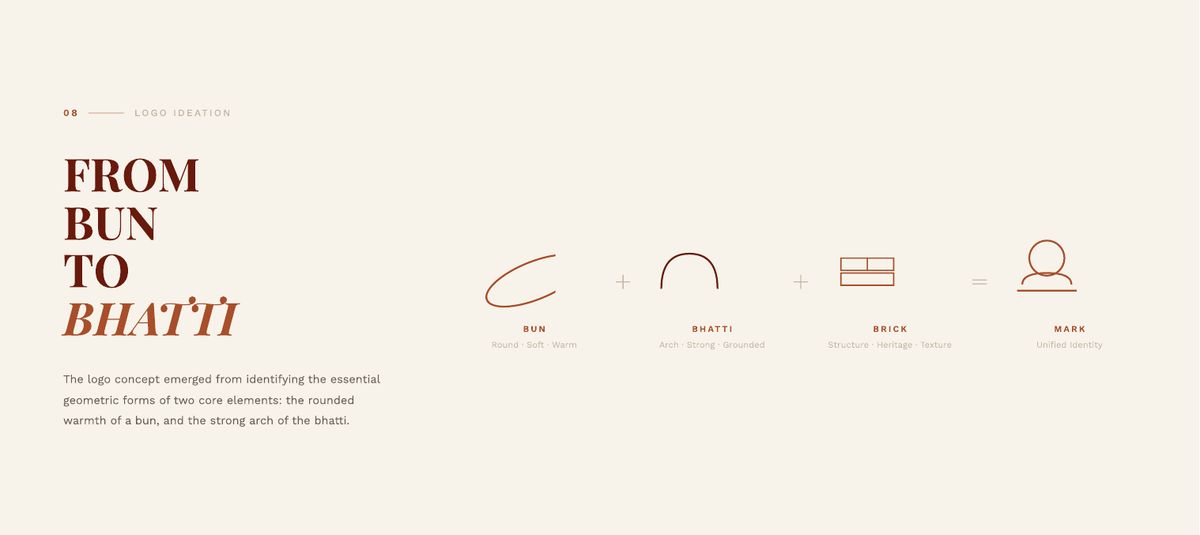 08 LOGO IDEATION
FROM
BUN
TO
BHATTI
The logo concept emerged from identifying the essential
geometric forms of two core elements: the rounded
warmth of a bun, and the strong arch of the bhatti.
+ + =
BUN BHATTI BRICK MARK
Round · Soft · Warm Arch · Strong · Grounded Structure · Heritage · Texture Unified Identity